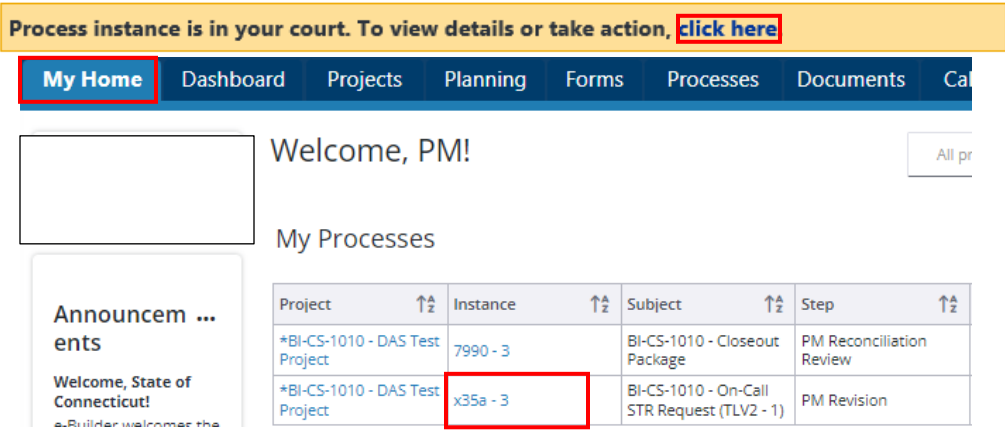 Process instance is in your court. To view details or take action, click here
My Home Dashboard Projects Planning Forms Processes Documents Cal
Welcome, PM!
All pr
My Processes
Announcem ...
ents
Welcome, State of
Connecticut!
e-Builder welcomes the
Project Instance Subject Step
*BI-CS-1010 - DAS Test
Project
7990 - 3
BI-CS-1010 - Closeout
Package
PM Reconciliation
Review
*BI-CS-1010 - DAS Test
Project
x35a - 3
BI-CS-1010 - On-Call
STR Request (TLV2 - 1)
PM Revision